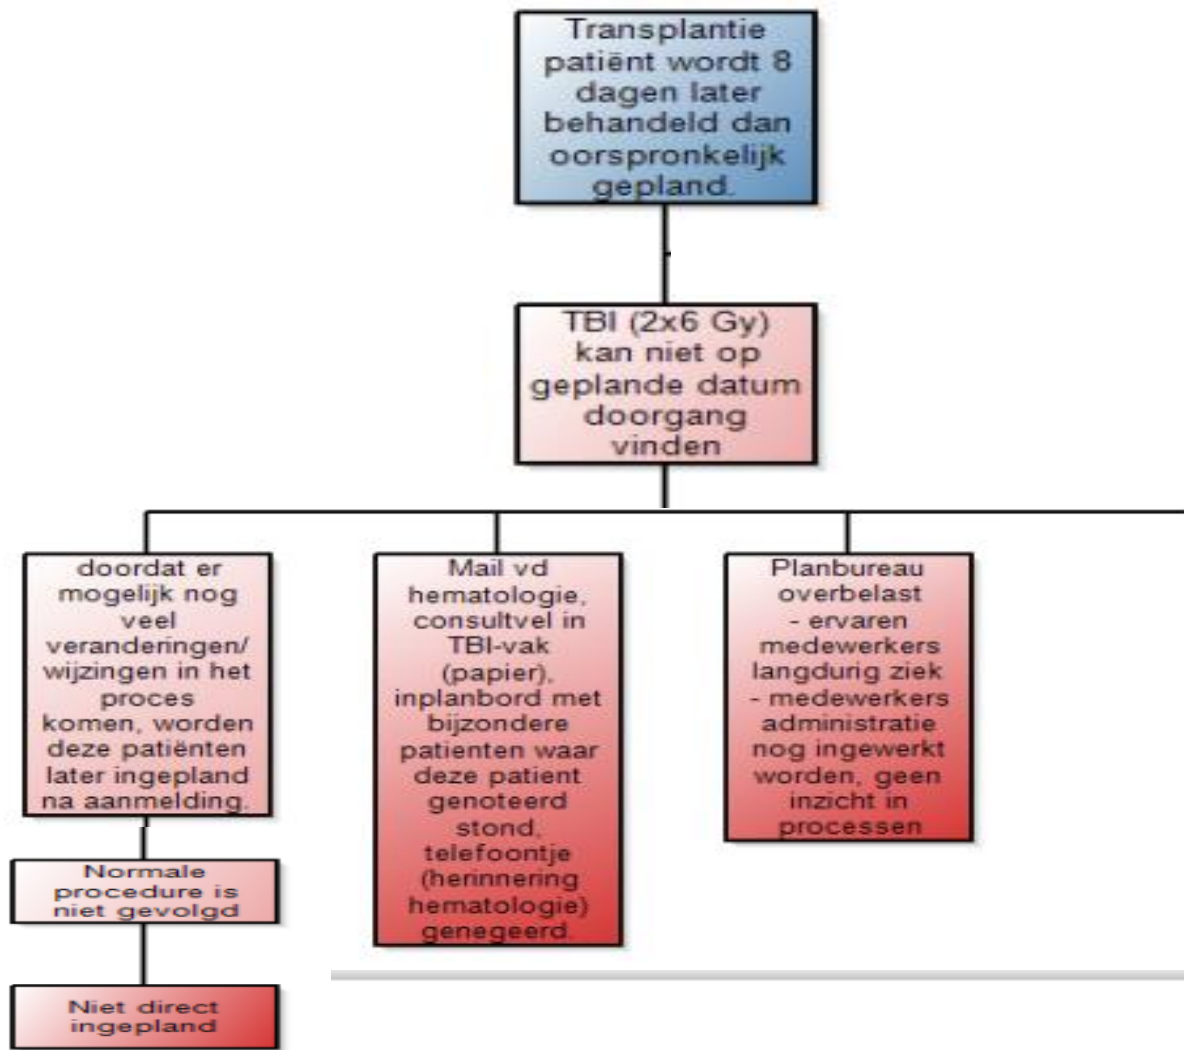 Transplantie
patiënt wordt 8
dagen later
behandeld dan
oorspronkelijk
gepland.
TBI (2x6 Gy)
kan niet op
geplande datum
doorgang
vinden
doordat er
mogelijk nog
veel
veranderingen/
wijzingen in het
proces
komen, worden
deze patiënten
later ingepland
na aanmelding.
Normale
procedure is
niet gevolgd
Niet direct
ingepland
Mail vd
hematologie,
consultvel in
TBI-vak
(papier),
inplanbord met
bijzondere
patienten waar
deze patient
genoteerd
stond,
telefoontje
(herinnering
hematologie)
genegeerd.
Planbureau
overbelast
- ervaren
medewerkers
langdurig ziek
- medewerkers
administratie
nog ingewerkt
worden, geen
inzicht in
processen